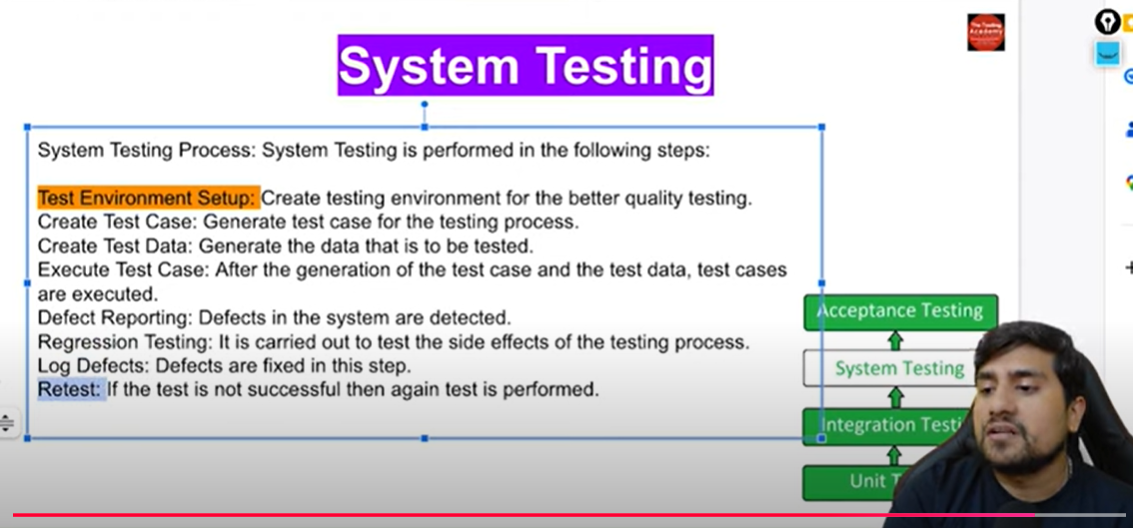 The Testing
Academy
System Testing
System Testing Process: System Testing is performed in the following steps:
Test Environment Setup: Create testing environment for the better quality testing.
Create Test Case: Generate test case for the testing process.
Create Test Data: Generate the data that is to be tested.
Execute Test Case: After the generation of the test case and the test data, test cases
are executed.
Defect Reporting: Defects in the system are detected.
Regression Testing: It is carried out to test the side effects of the testing process.
Log Defects: Defects are fixed in this step.
Retest: If the test is not successful then again test is performed.
Acceptance Testing
System Testing
Integration Testi
Unit T